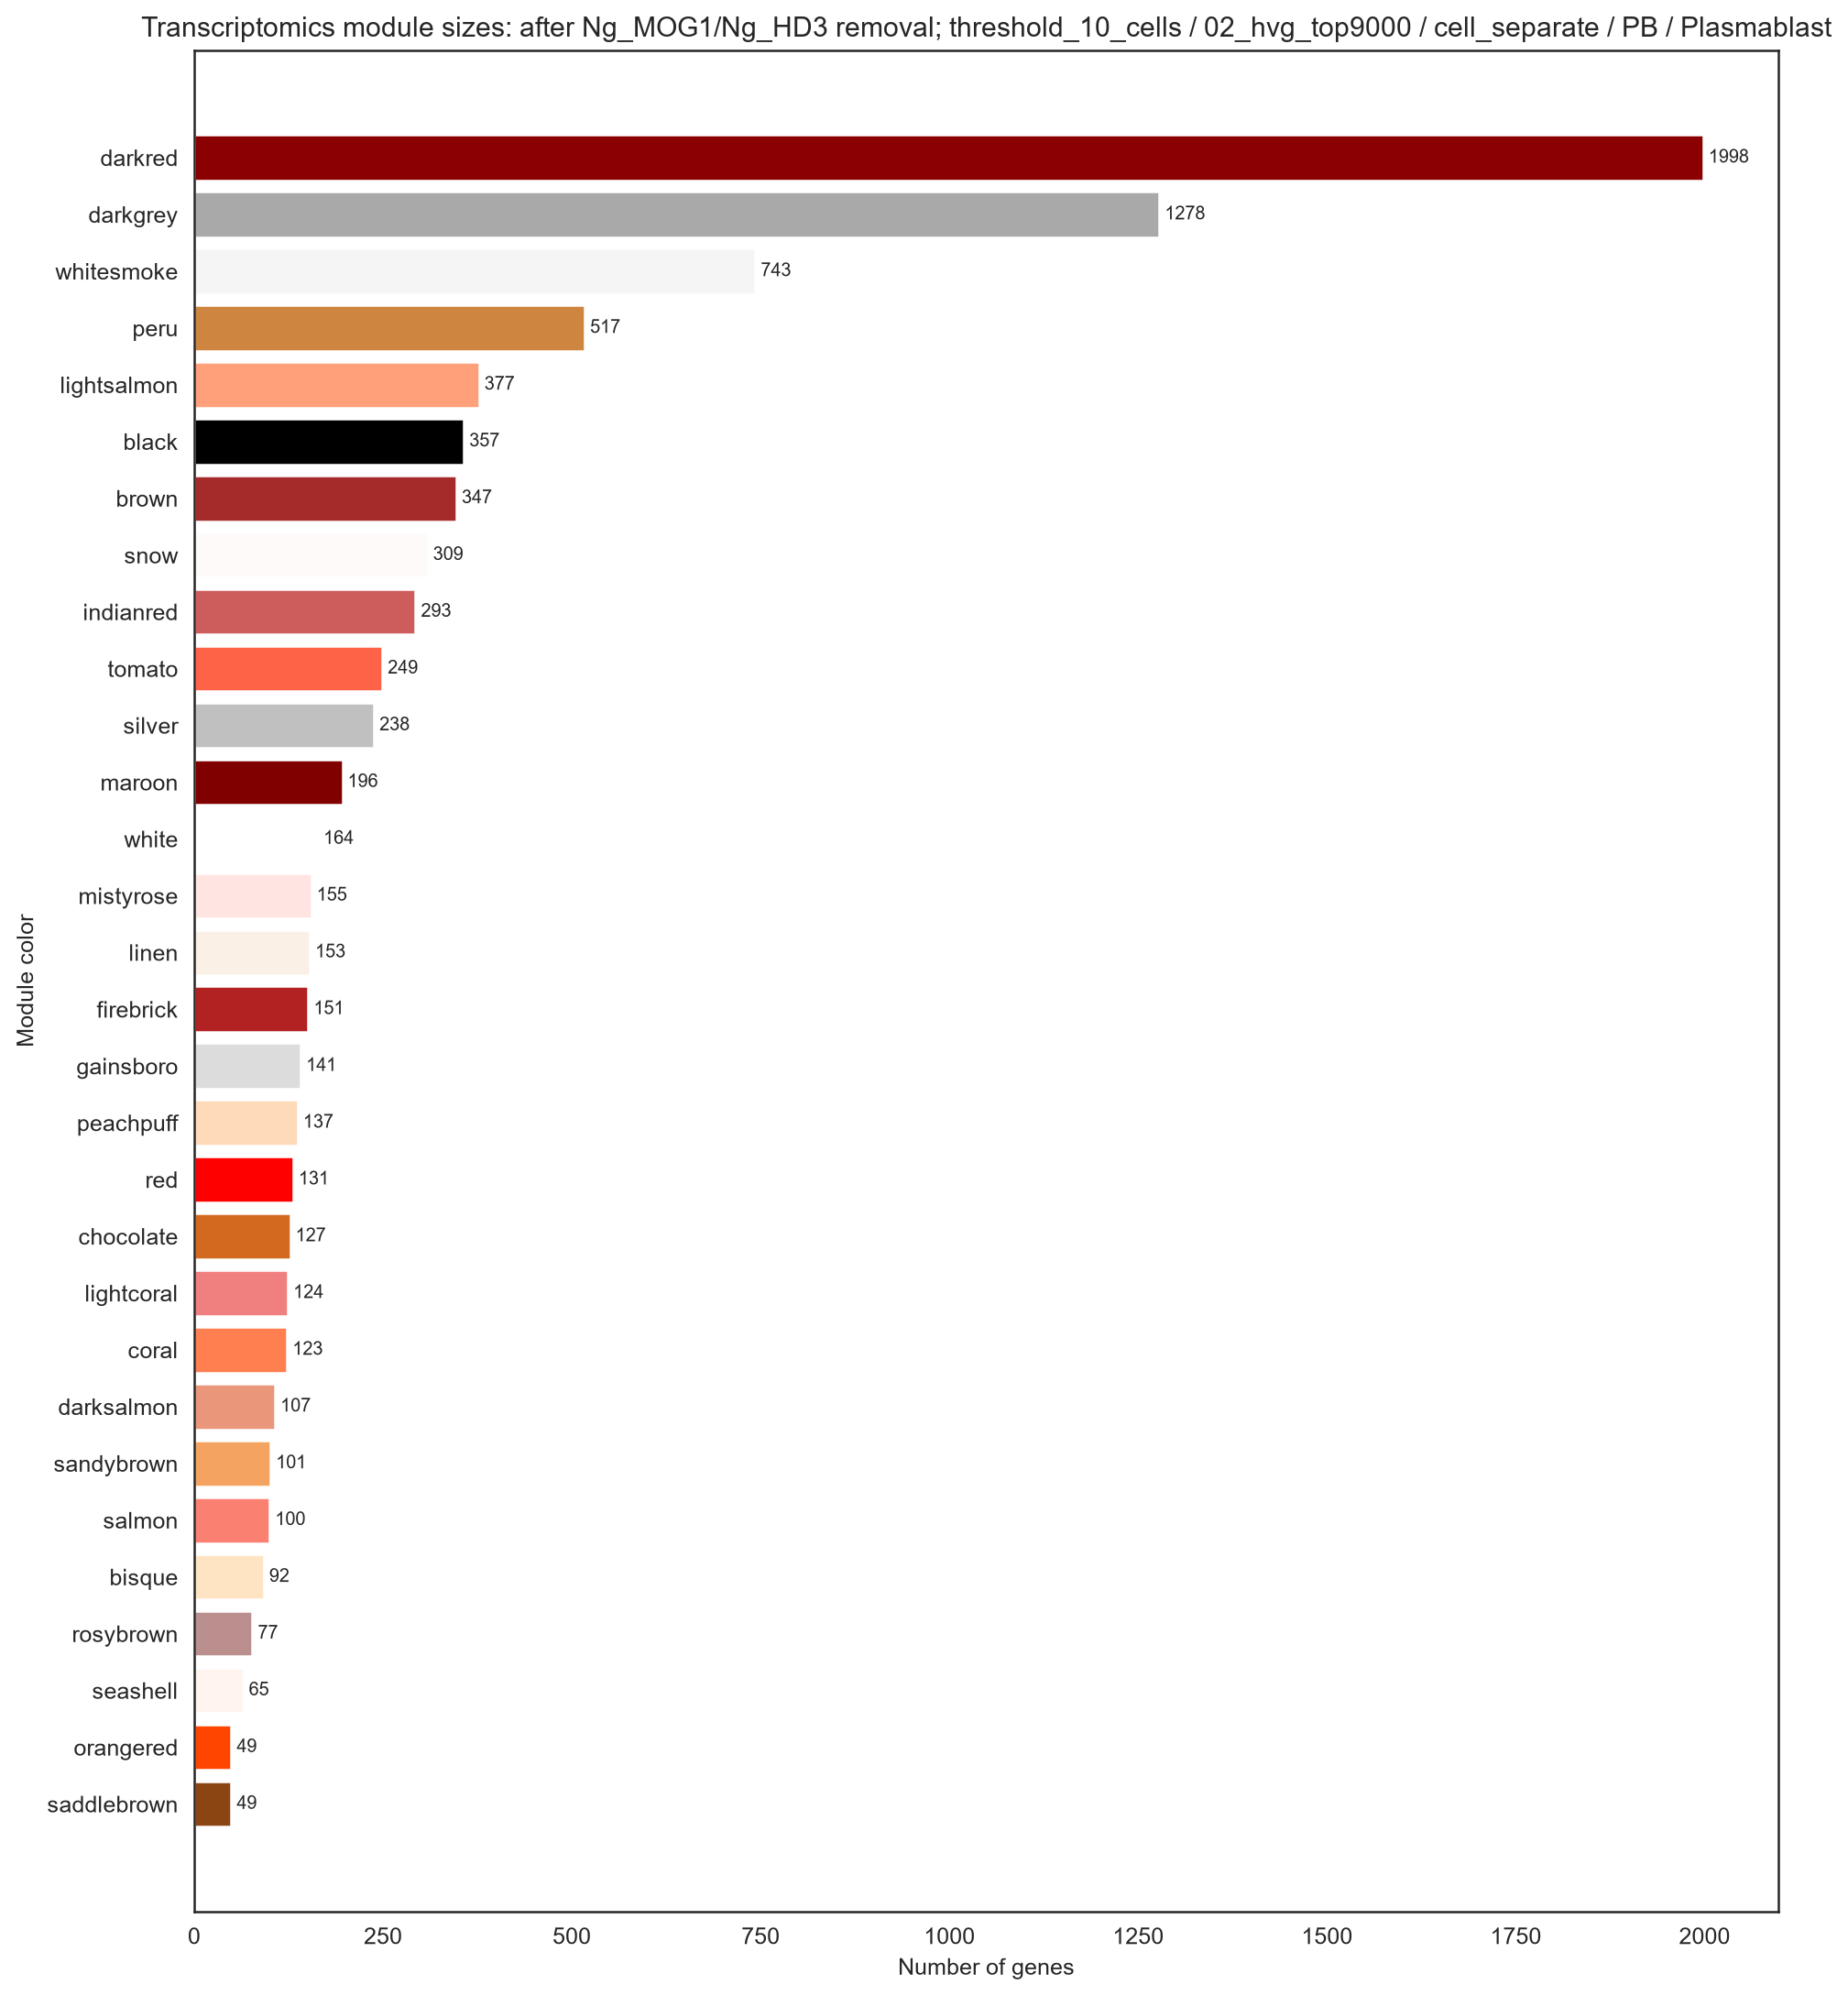 Transcriptomics module sizes: after Ng_MOG1/Ng_HD3 removal; threshold_10_cells / 02_hvg_top9000 / cell_separate / PB / Plasmablast
darkred 1998
darkgrey 1278
whitesmoke 743
peru 517
lightsalmon 377
black 357
brown 347
snow 309
indianred 293
tomato 249
silver 238
maroon 196
white 164
mistyrose 155
linen 153
firebrick 151
gainsboro 141
peachpuff 137
red 131
chocolate 127
lightcoral 124
coral 123
darksalmon 107
sandybrown 101
salmon 100
bisque 92
rosybrown 77
seashell 65
orangered 49
saddlebrown 49
Module color
0 250 500 750 1000 1250 1500 1750 2000
Number of genes